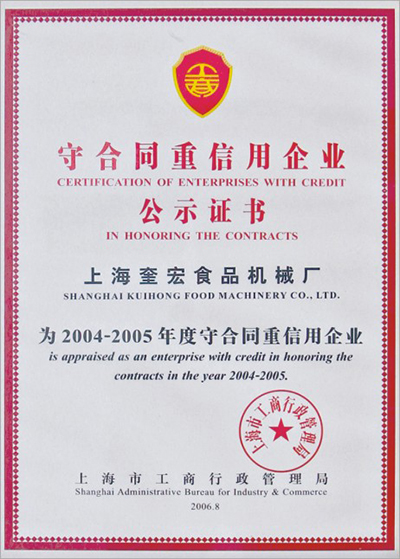 守合同重信用企业
CERTIFICATION OF ENTERPRISES WITH CREDIT
公示证书
IN HONORING THE CONTRACTS
上海奎宏食品机械厂
SHANGHAI KUIHONG FOOD MACHINERY CO., LTD.
为2004-2005年度守合同重信用企业
is appraised as an enterprise with credit in honoring the
contracts in the year 2004-2005.
上海市工商行政管理局
上海市工商行政管理局
Shanghai Administrative Bureau for Industry & Commerce
2006.8